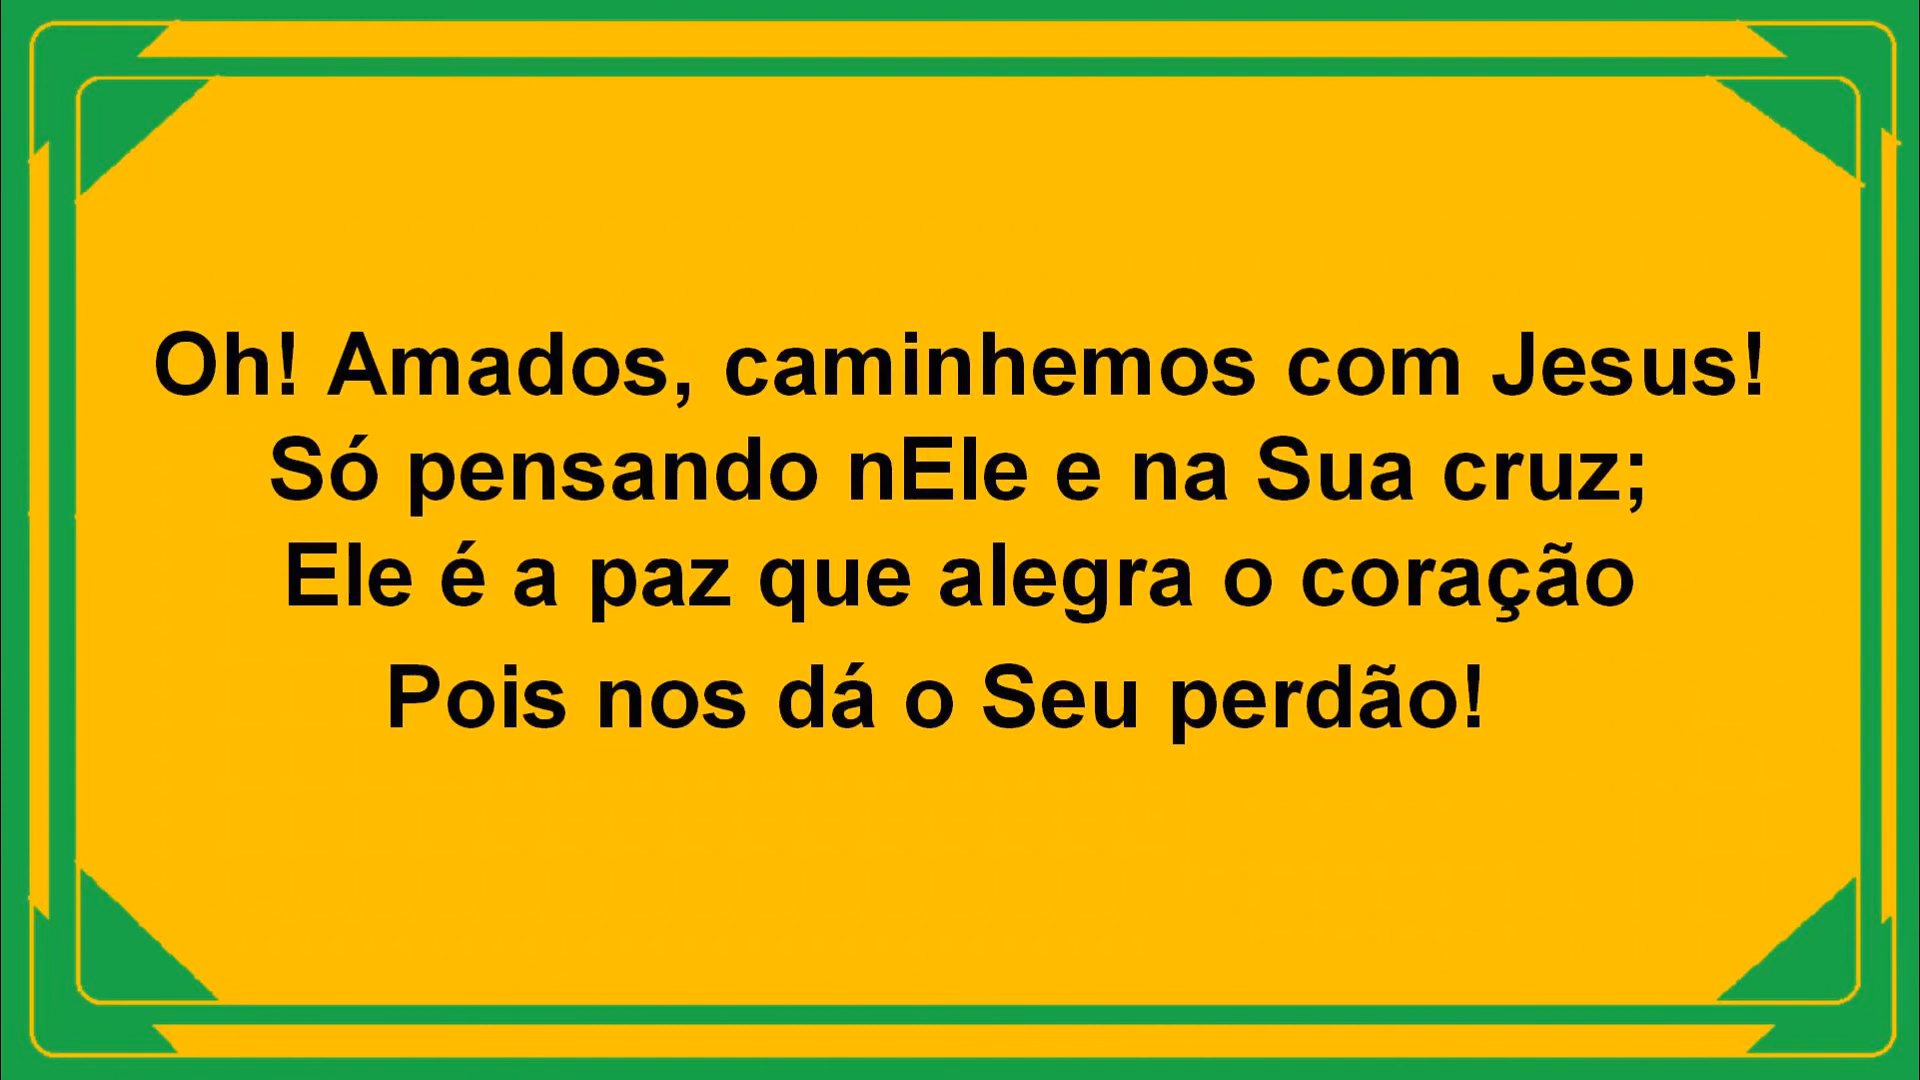 Oh! Amados, caminhemos com Jesus!
Só pensando nEle e na Sua cruz;
Ele é a paz que alegra o coração
Pois nos dá o Seu perdão!